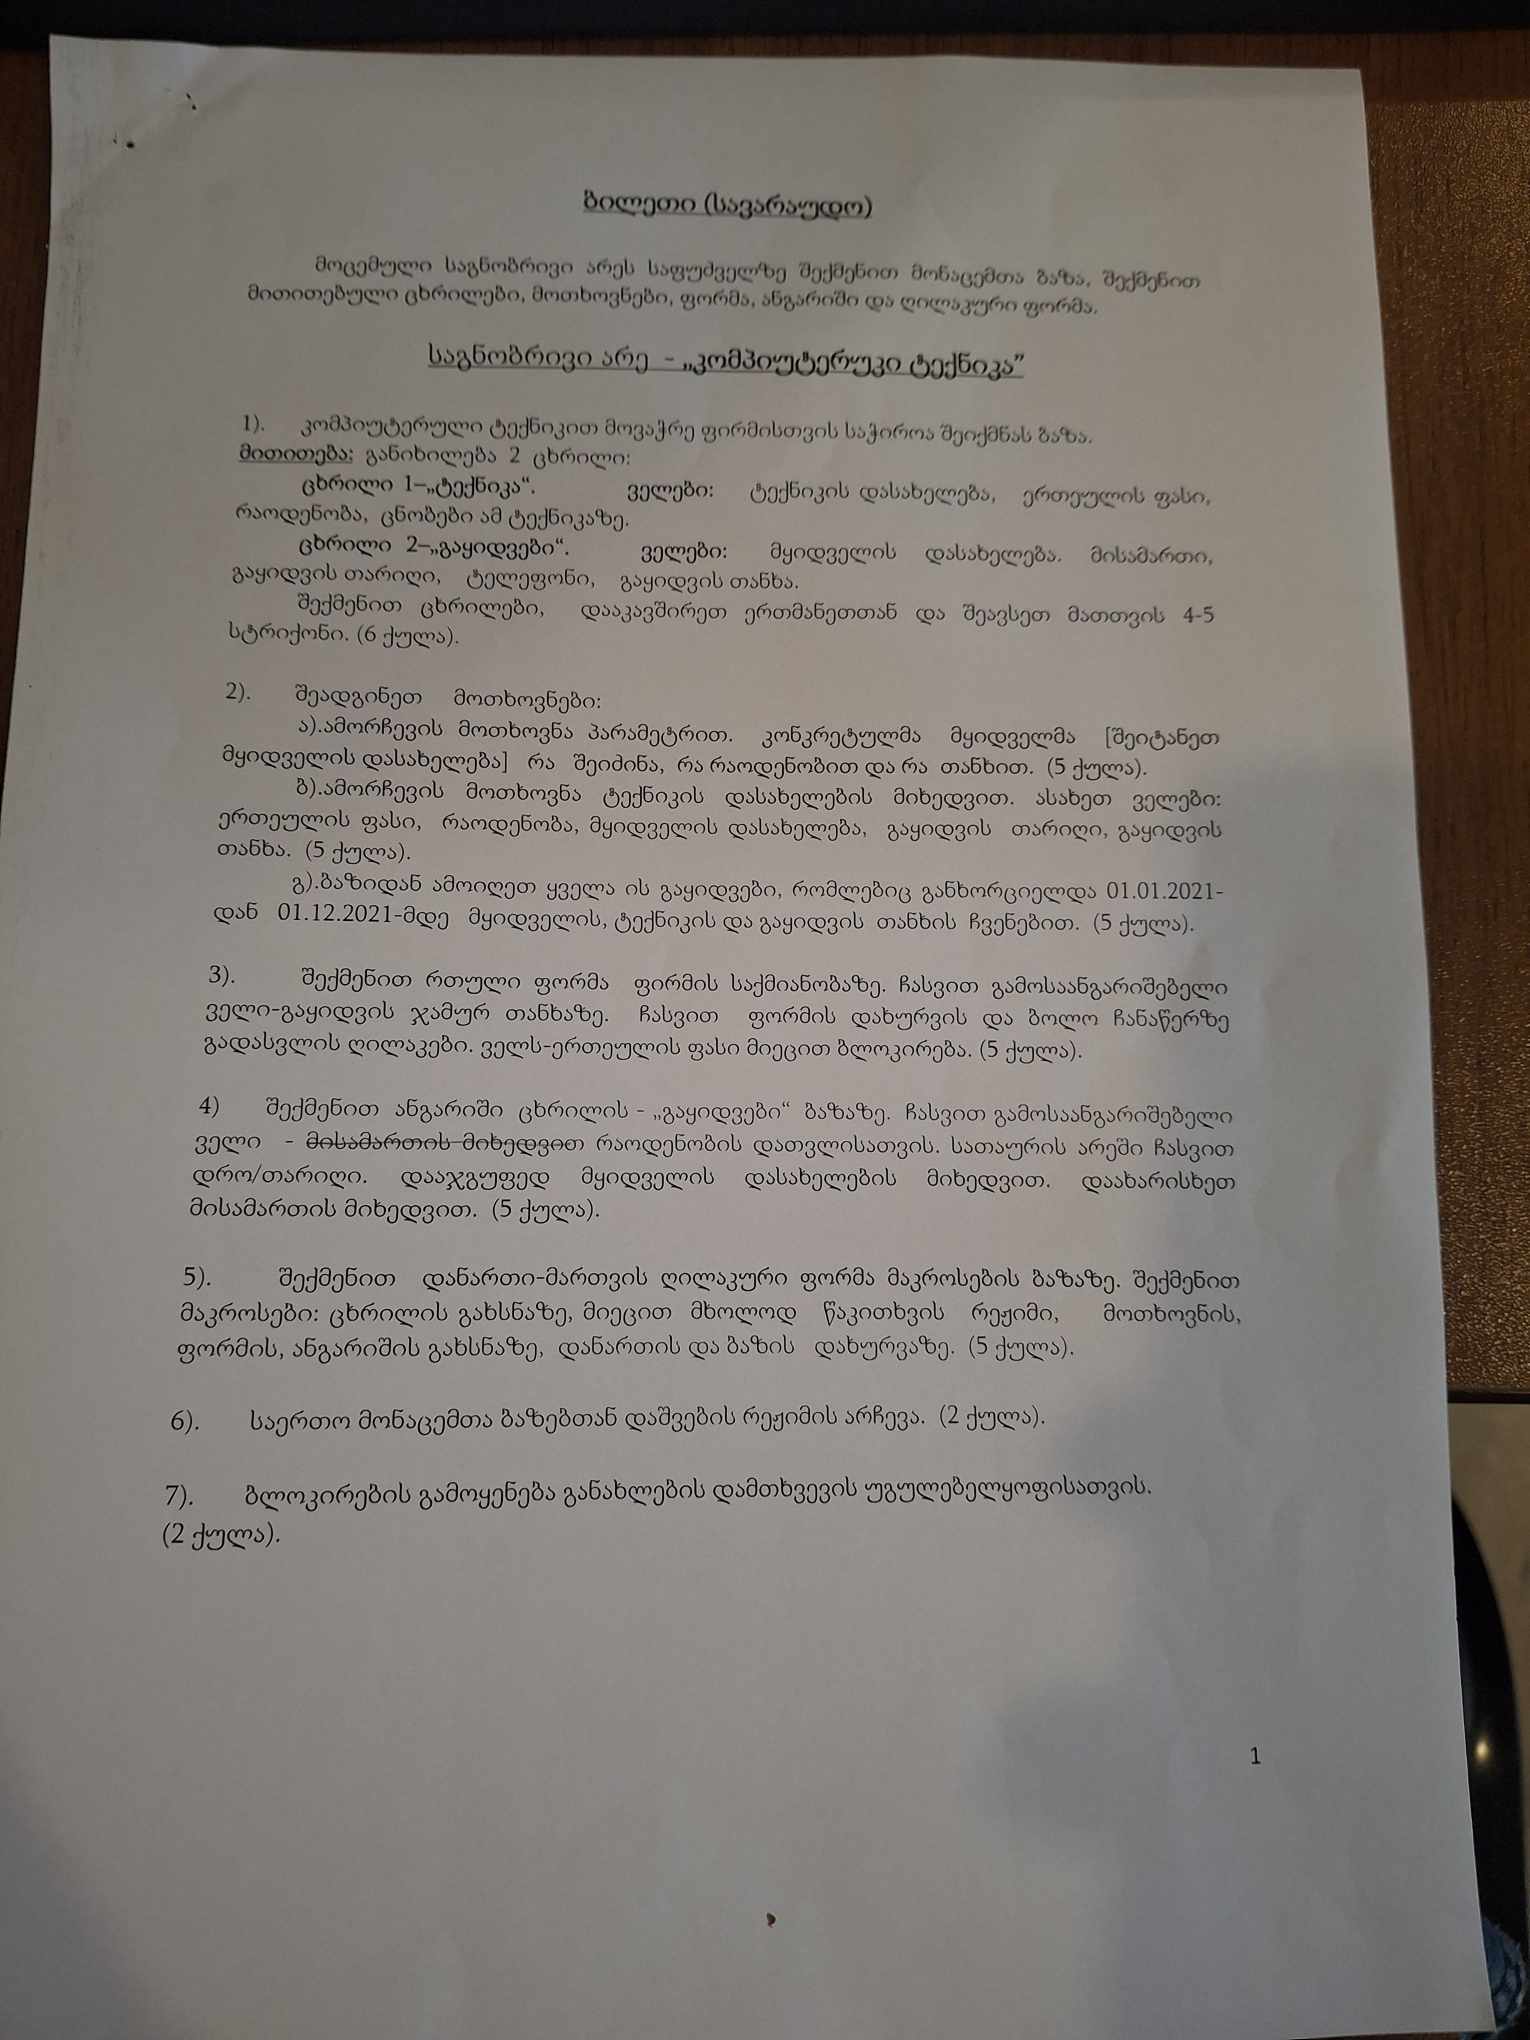 ბილეთი (სავარაუდო)
მოცემული საგნობრივი არეს საფუძველზე შექმენით მონაცემთა ბაზა, შექმენით
მითითებული ცხრილები, მოთხოვნები, ფორმა, ანგარიში და ღილაკური ფორმა.
საგნობრივი არე - „კომპიუტერუკი ტექნიკა”
1). კომპიუტერული ტექნიკით მოვაჭრე ფირმისთვის საჭიროა შეიქმნას ბაზა.
მითითება: განიხილება 2 ცხრილი:
ცხრილი 1–„ტექნიკა“. ველები: ტექნიკის დასახელება, ერთეულის ფასი,
რაოდენობა, ცნობები ამ ტექნიკაზე.
ცხრილი 2–„გაყიდვები“. ველები: მყიდველის დასახელება. მისამართი,
გაყიდვის თარიღი, ტელეფონი, გაყიდვის თანხა.
შექმენით ცხრილები, დააკავშირეთ ერთმანეთთან და შეავსეთ მათთვის 4-5
სტრიქონი. (6 ქულა).
2). შეადგინეთ მოთხოვნები:
ა).ამორჩევის მოთხოვნა პარამეტრით. კონკრეტულმა მყიდველმა [შეიტანეთ
მყიდველის დასახელება] რა შეიძინა, რა რაოდენობით და რა თანხით. (5 ქულა).
ბ).ამორჩევის მოთხოვნა ტექნიკის დასახელების მიხედვით. ასახეთ ველები:
ერთეულის ფასი, რაოდენობა, მყიდველის დასახელება, გაყიდვის თარიღი, გაყიდვის
თანხა. (5 ქულა).
გ).ბაზიდან ამოიღეთ ყველა ის გაყიდვები, რომლებიც განხორციელდა 01.01.2021-
დან 01.12.2021-მდე მყიდველის, ტექნიკის და გაყიდვის თანხის ჩვენებით. (5 ქულა).
3). შექმენით რთული ფორმა ფირმის საქმიანობაზე. ჩასვით გამოსაანგარიშებელი
ველი-გაყიდვის ჯამურ თანხაზე. ჩასვით ფორმის დახურვის და ბოლო ჩანაწერზე
გადასვლის ღილაკები. ველს-ერთეულის ფასი მიეცით ბლოკირება. (5 ქულა).
4) შექმენით ანგარიში ცხრილის - „გაყიდვები“ ბაზაზე. ჩასვით გამოსაანგარიშებელი
ველი - მისამართის მიხედვით რაოდენობის დათვლისათვის. სათაურის არეში ჩასვით
დრო/თარიღი. დააჯგუფედ მყიდველის დასახელების მიხედვით. დაახარისხეთ
მისამართის მიხედვით. (5 ქულა).
5). შექმენით დანართი-მართვის ღილაკური ფორმა მაკროსების ბაზაზე. შექმენით
მაკროსები: ცხრილის გახსნაზე, მიეცით მხოლოდ წაკითხვის რეჟიმი, მოთხოვნის,
ფორმის, ანგარიშის გახსნაზე, დანართის და ბაზის დახურვაზე. (5 ქულა).
6). საერთო მონაცემთა ბაზებთან დაშვების რეჟიმის არჩევა. (2 ქულა).
7). ბლოკირების გამოყენება განახლების დამთხვევის უგულებელყოფისათვის.
(2 ქულა).
1